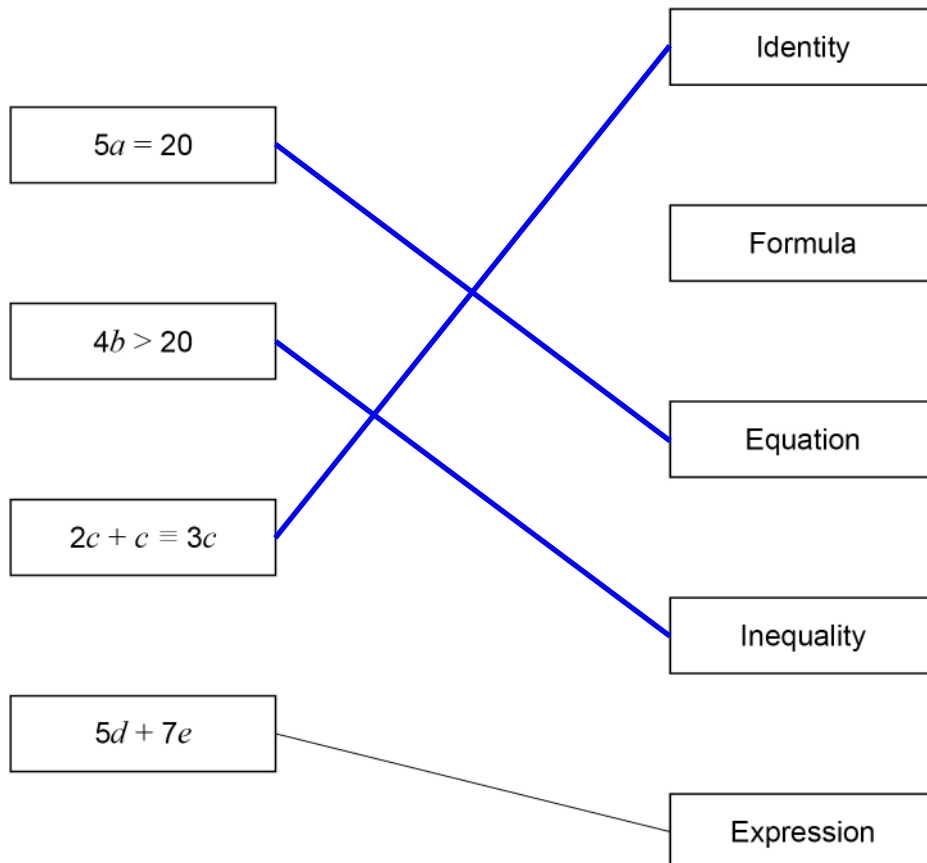 Identity
5a = 20
Formula
4b > 20
Equation
2c + c ≡ 3c
Inequality
5d + 7e
Expression